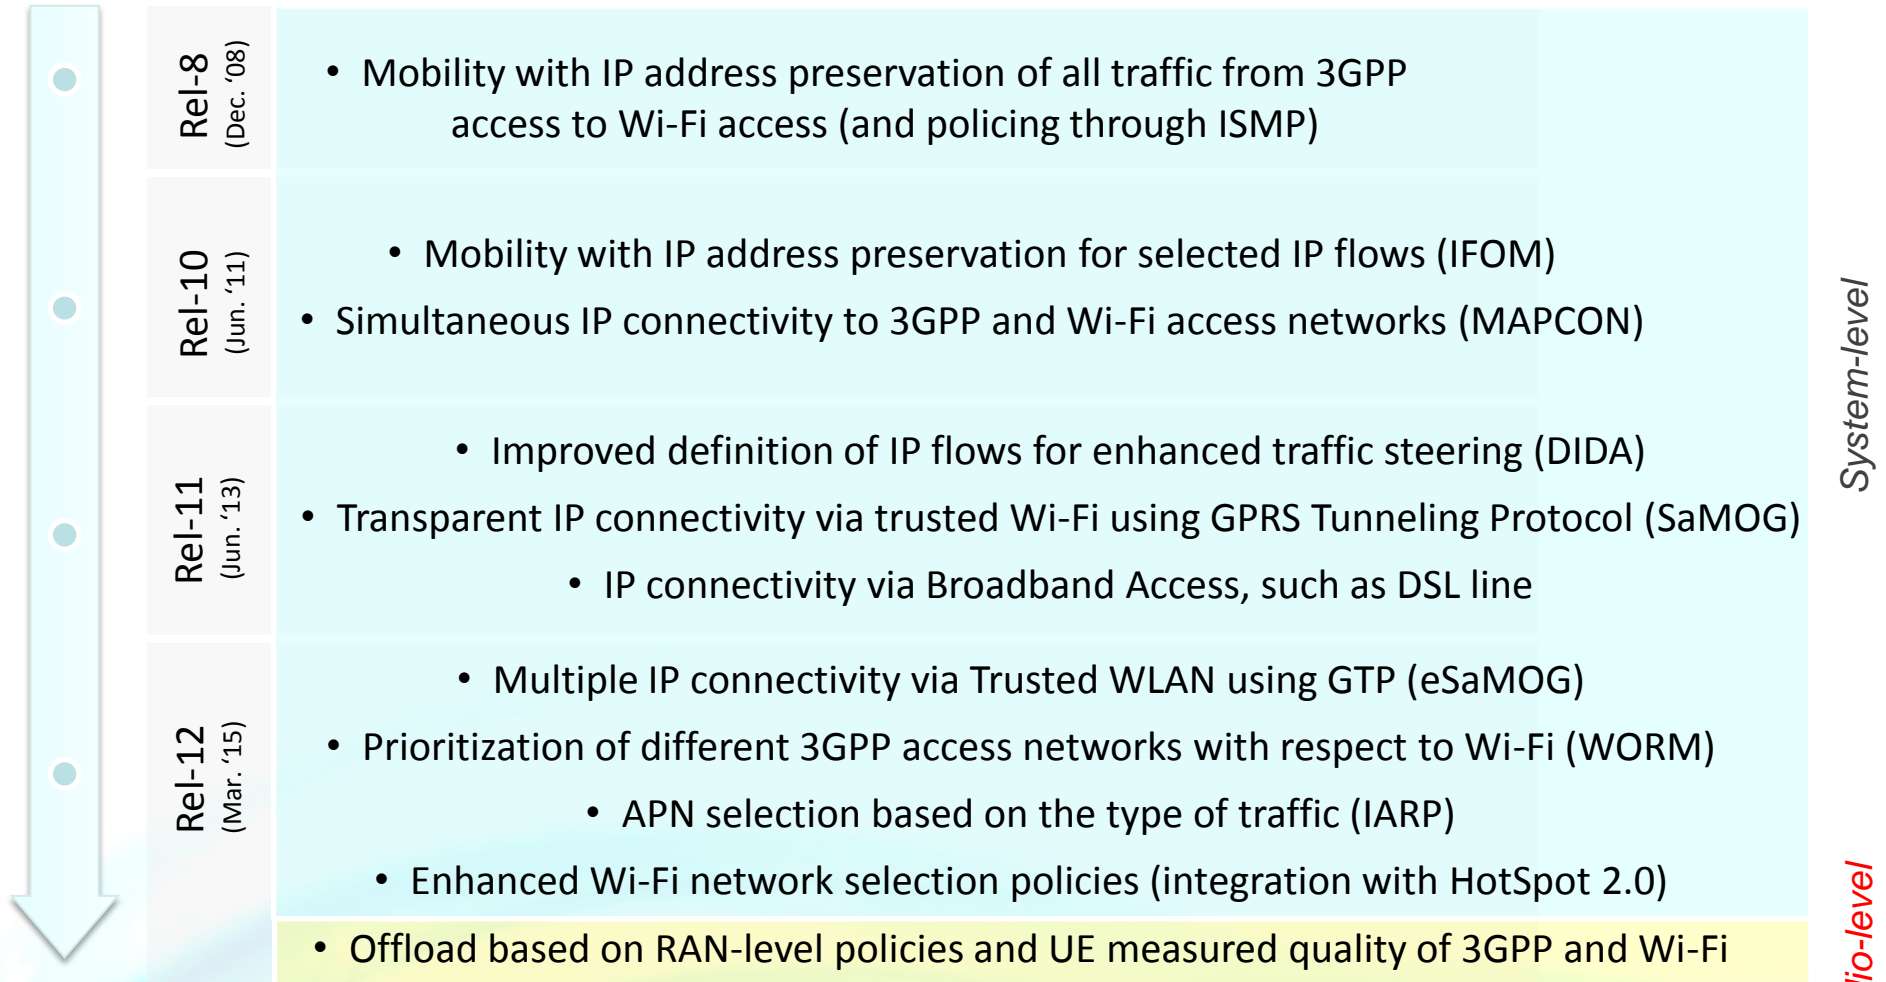 Rel-8
(Dec. ‘08)
• Mobility with IP address preservation of all traffic from 3GPP
access to Wi-Fi access (and policing through ISMP)
Rel-10
(Jun. ‘11)
• Mobility with IP address preservation for selected IP flows (IFOM)
• Simultaneous IP connectivity to 3GPP and Wi-Fi access networks (MAPCON)
Rel-11
(Jun. ‘13)
• Improved definition of IP flows for enhanced traffic steering (DIDA)
• Transparent IP connectivity via trusted Wi-Fi using GPRS Tunneling Protocol (SaMOG)
• IP connectivity via Broadband Access, such as DSL line
Rel-12
(Mar. ‘15)
• Multiple IP connectivity via Trusted WLAN using GTP (eSaMOG)
• Prioritization of different 3GPP access networks with respect to Wi-Fi (WORM)
• APN selection based on the type of traffic (IARP)
• Enhanced Wi-Fi network selection policies (integration with HotSpot 2.0)
• Offload based on RAN-level policies and UE measured quality of 3GPP and Wi-Fi
System-level